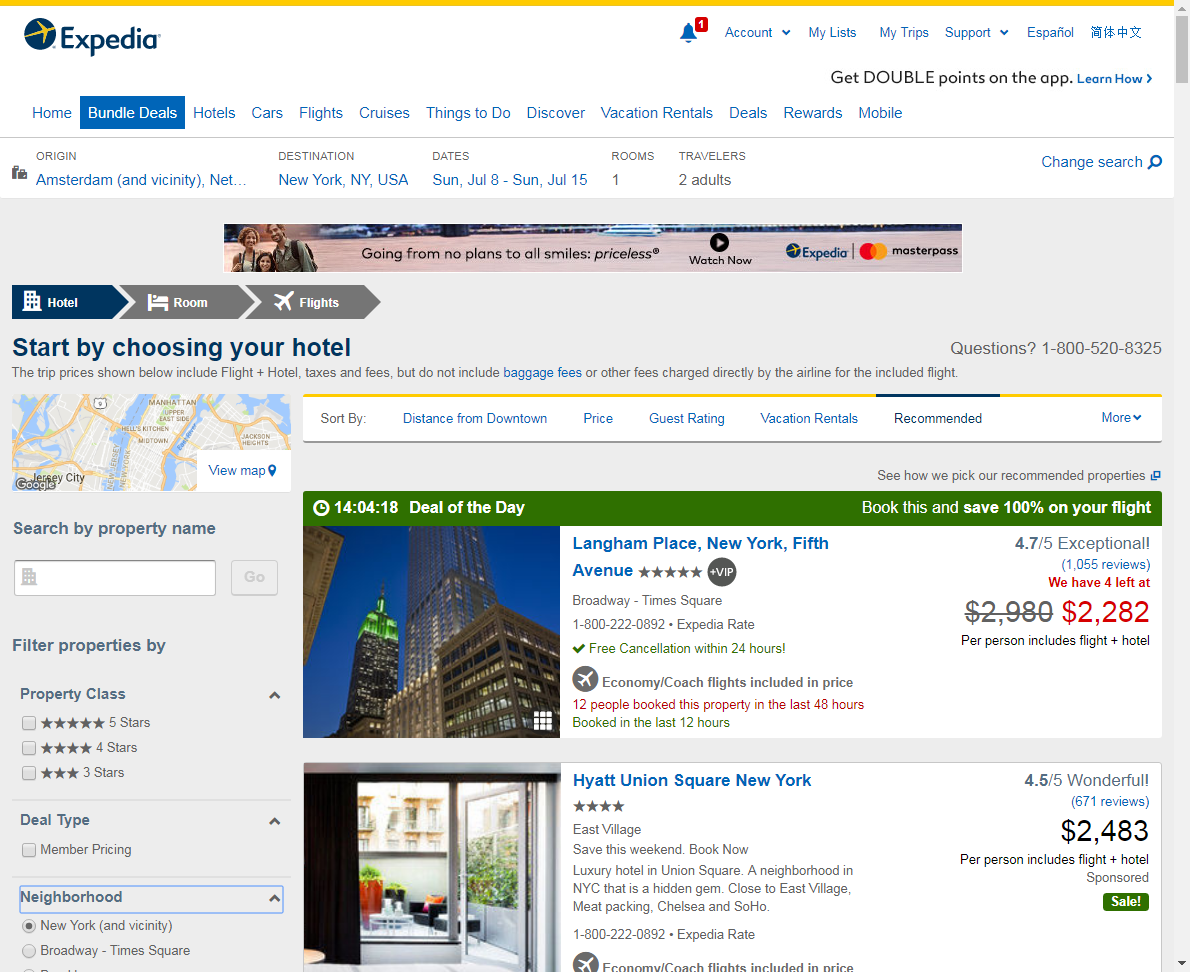 Expedia
1
Account
My Lists
My Trips
Support
Español
简体中文
Get DOUBLE points on the app. Learn How
Home
Bundle Deals
Hotels
Cars
Flights
Cruises
Things to Do
Discover
Vacation Rentals
Deals
Rewards
Mobile
ORIGIN
Amsterdam (and vicinity), Net...
DESTINATION
New York, NY, USA
DATES
Sun, Jul 8 - Sun, Jul 15
ROOMS
1
TRAVELERS
2 adults
Change search
Going from no plans to all smiles: priceless®
Watch Now
Expedia
masterpass
Hotel
Room
Flights
Start by choosing your hotel
Questions? 1-800-520-8325
The trip prices shown below include Flight + Hotel, taxes and fees, but do not include baggage fees or other fees charged directly by the airline for the included flight.
9
MANHATTAN
UPPER
EAST SIDE
HELL'S KITCHEN
MIDTOWN
JACKSON
HEIGHTS
NEW JERSEY
NEW YORK
East River
Jersey City
Google
View map
Sort By:
Distance from Downtown
Price
Guest Rating
Vacation Rentals
Recommended
More
See how we pick our recommended properties
Search by property name
Go
Filter properties by
Property Class
5 Stars
4 Stars
3 Stars
Deal Type
Member Pricing
Neighborhood
New York (and vicinity)
Broadway - Times Square
14:04:18 Deal of the Day
Book this and save 100% on your flight
Langham Place, New York, Fifth
Avenue
+VIP
Broadway - Times Square
1-800-222-0892 • Expedia Rate
Free Cancellation within 24 hours!
Economy/Coach flights included in price
12 people booked this property in the last 48 hours
Booked in the last 12 hours
4.7/5 Exceptional!
(1,055 reviews)
We have 4 left at
$2,980 $2,282
Per person includes flight + hotel
Hyatt Union Square New York
East Village
Save this weekend. Book Now
Luxury hotel in Union Square. A neighborhood in
NYC that is a hidden gem. Close to East Village,
Meat packing, Chelsea and SoHo.
1-800-222-0892 • Expedia Rate
Economy/Coach flights included in price
4.5/5 Wonderful!
(671 reviews)
$2,483
Per person includes flight + hotel
Sponsored
Sale!